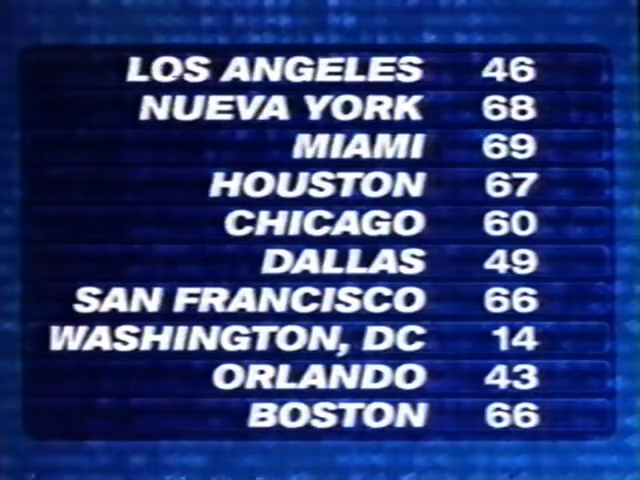 LOS ANGELES 46
NUEVA YORK 68
MIAMI 69
HOUSTON 67
CHICAGO 60
DALLAS 49
SAN FRANCISCO 66
WASHINGTON, DC 14
ORLANDO 43
BOSTON 66